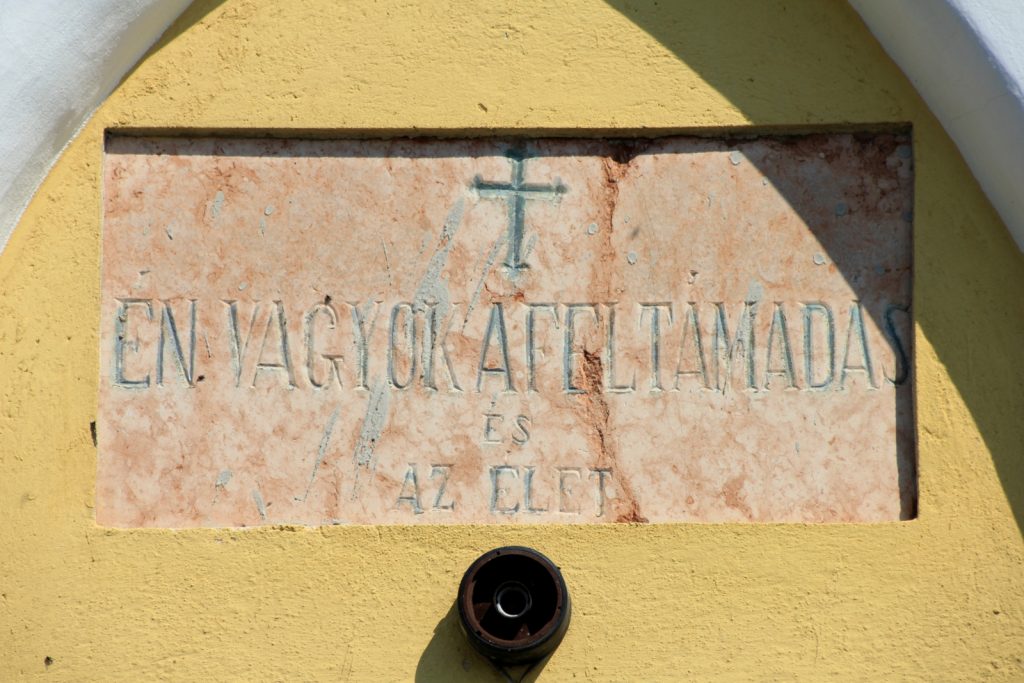 ÉN VAGYOK A FELTÁMADÁS
ÉS
AZ ÉLET